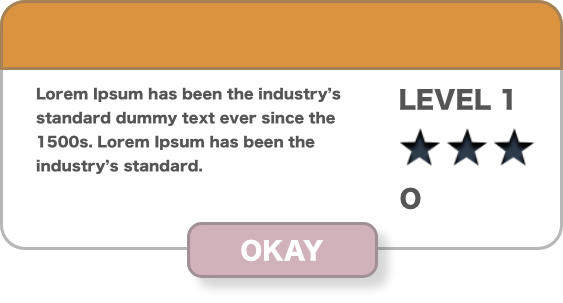 Lorem Ipsum has been the industry’s
standard dummy text ever since the
1500s. Lorem Ipsum has been the
industry’s standard.
LEVEL 1
0
OKAY